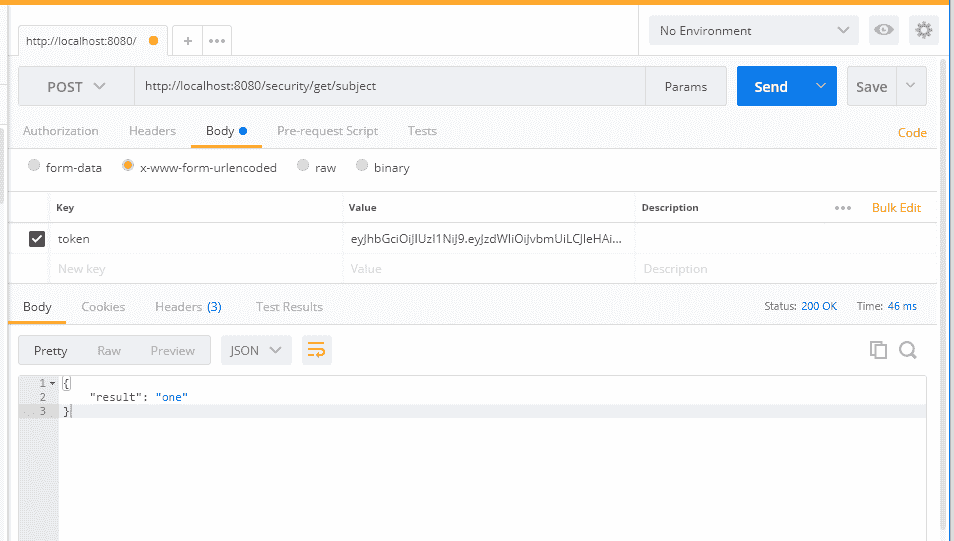 http://localhost:8080/
No Environment
POST http://localhost:8080/security/get/subject Params Send Save
Authorization Headers Body Pre-request Script Tests Code
form-data x-www-form-urlencoded raw binary
Key Value Description ••• Bulk Edit
token eyJhbGciOiJIUzI1NiJ9.eyJzdWIiOiJvbmUiLCJleHAi...
New key Value Description
Body Cookies Headers (3) Test Results Status: 200 OK Time: 46 ms
Pretty Raw Preview JSON
1 {
2 "result": "one"
3 }